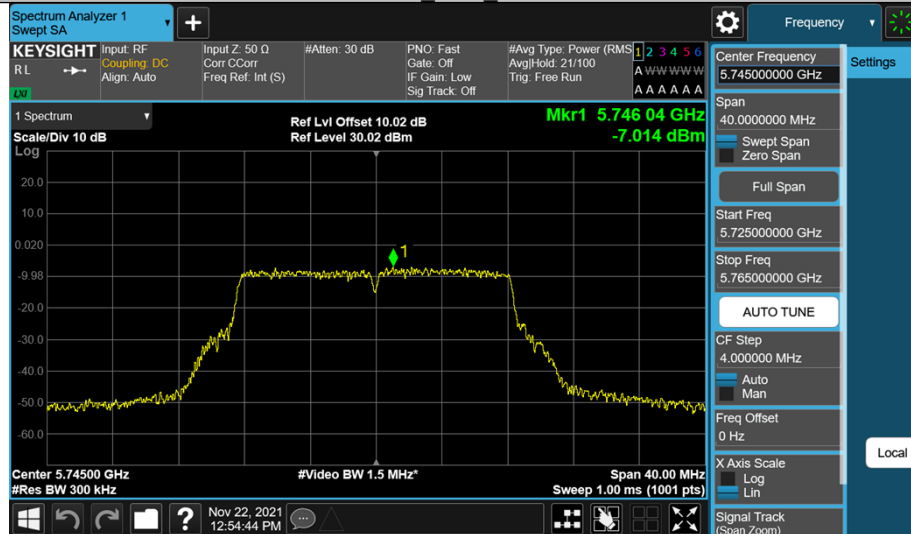 Spectrum Analyzer 1
Swept SA
Frequency
KEYSIGHT
R L
LXI
Input: RF
Coupling: DC
Align: Auto
Input Z: 50 Ω
Corr CCorr
Freq Ref: Int (S)
#Atten: 30 dB
PNO: Fast
Gate: Off
IF Gain: Low
Sig Track: Off
#Avg Type: Power (RMS
Avg|Hold: 21/100
Trig: Free Run
1 2 3 4 5 6
A W W W W W
A A A A A A
1 Spectrum
Scale/Div 10 dB
Log
Ref Lvl Offset 10.02 dB
Ref Level 30.02 dBm
Mkr1 5.746 04 GHz
-7.014 dBm
20.0
10.0
0.020
-9.98
-20.0
-30.0
-40.0
-50.0
-60.0
1
Center 5.74500 GHz
#Res BW 300 kHz
#Video BW 1.5 MHz*
Span 40.00 MHz
Sweep 1.00 ms (1001 pts)
Center Frequency
5.745000000 GHz
Settings
Span
40.0000000 MHz
Swept Span
Zero Span
Full Span
Start Freq
5.725000000 GHz
Stop Freq
5.765000000 GHz
AUTO TUNE
CF Step
4.000000 MHz
Auto
Man
Freq Offset
0 Hz
Local
X Axis Scale
Log
Lin
Signal Track
(Span Zoom)
Nov 22, 2021
12:54:44 PM